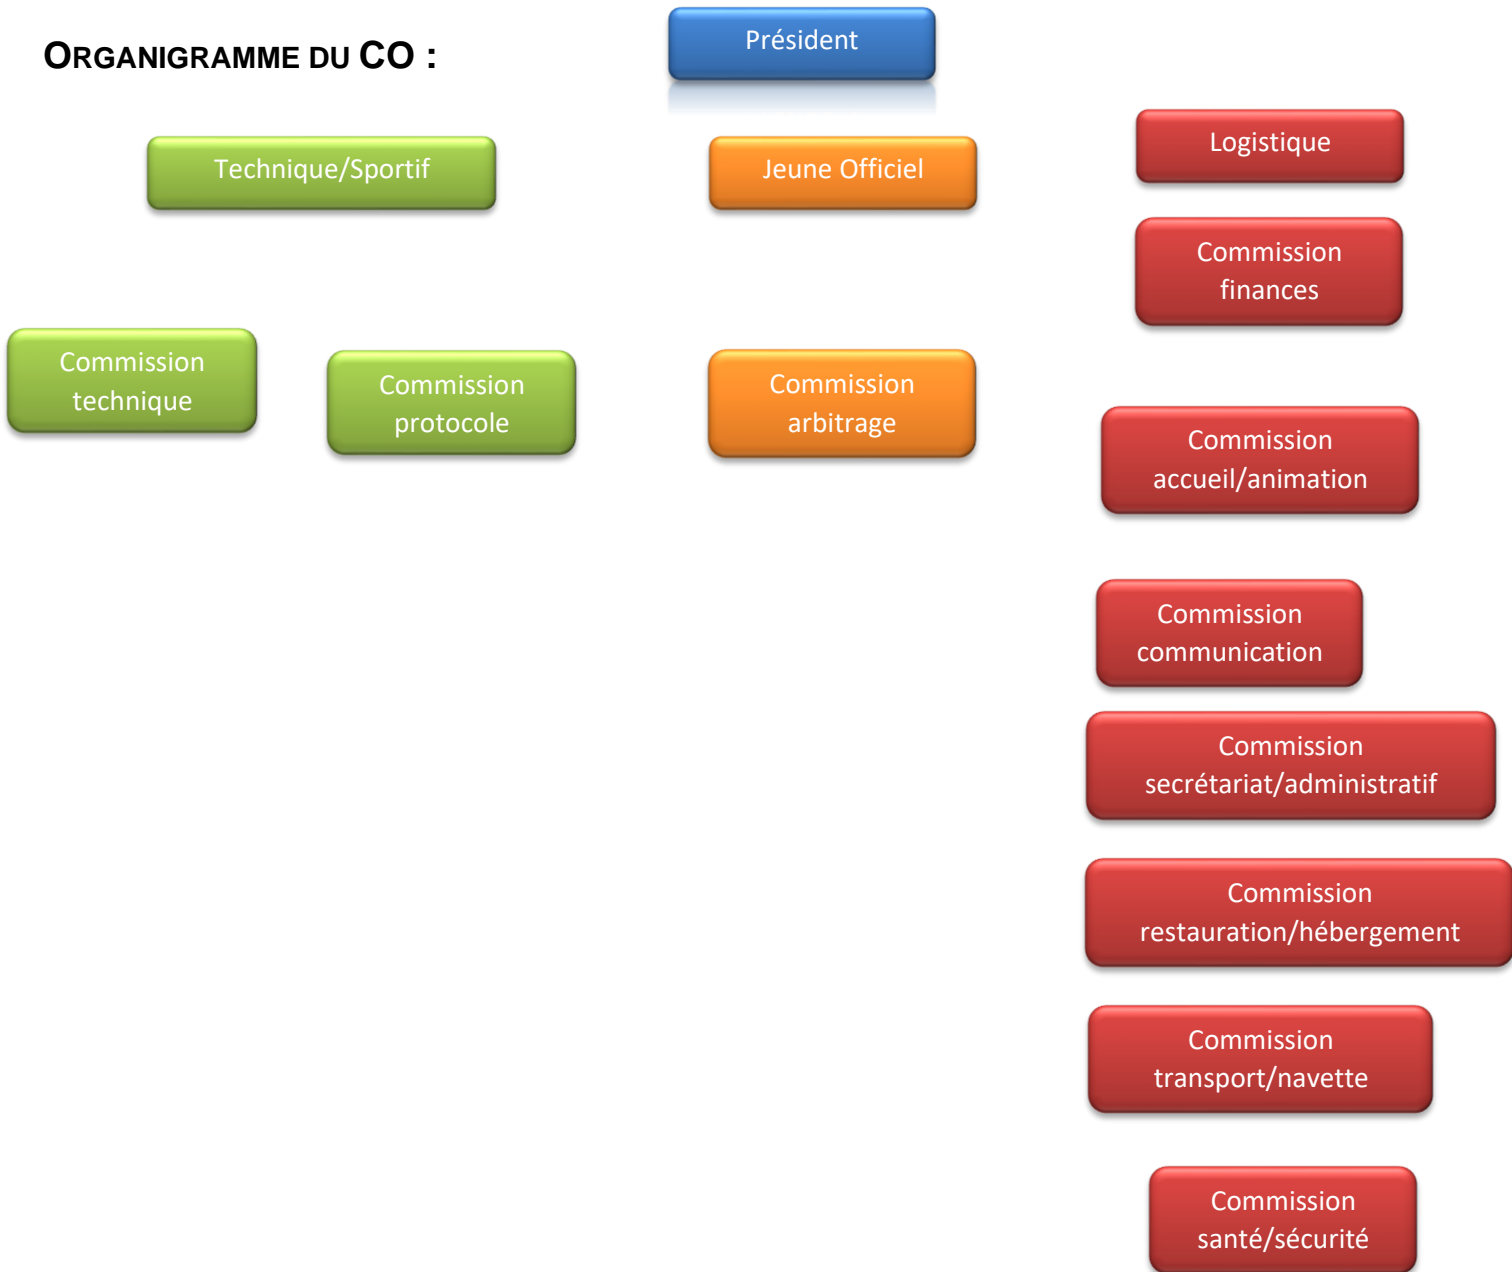 ORGANIGRAMME DU CO :
Président
Technique/Sportif
Jeune Officiel
Logistique
Commission
finances
Commission
technique
Commission
protocole
Commission
arbitrage
Commission
accueil/animation
Commission
communication
Commission
secrétariat/administratif
Commission
restauration/hébergement
Commission
transport/navette
Commission
santé/sécurité